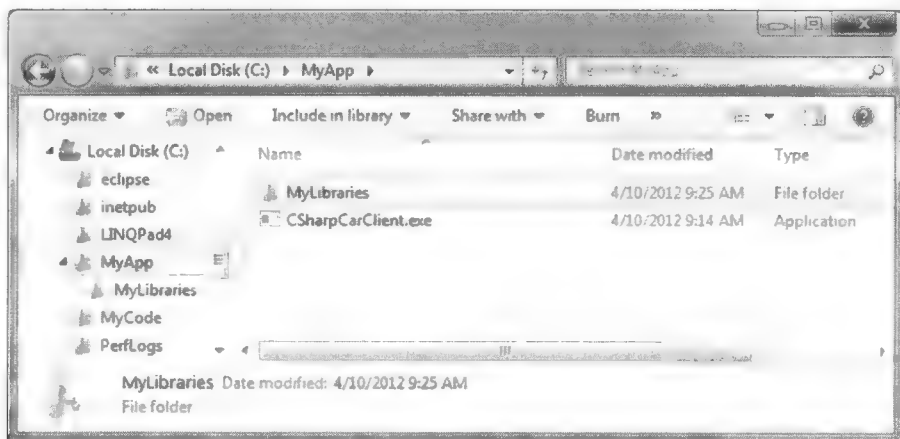 « Local Disk (C:) ▸ MyApp ▸
Organize ▼ Open Include in library ▼ Share with ▼ Burn »
Local Disk (C:)
eclipse
inetpub
LINQPad4
MyApp
MyLibraries
MyCode
PerfLogs
Name Date modified Type
MyLibraries 4/10/2012 9:25 AM File folder
CSharpCarClient.exe 4/10/2012 9:14 AM Application
MyLibraries Date modified: 4/10/2012 9:25 AM
File folder